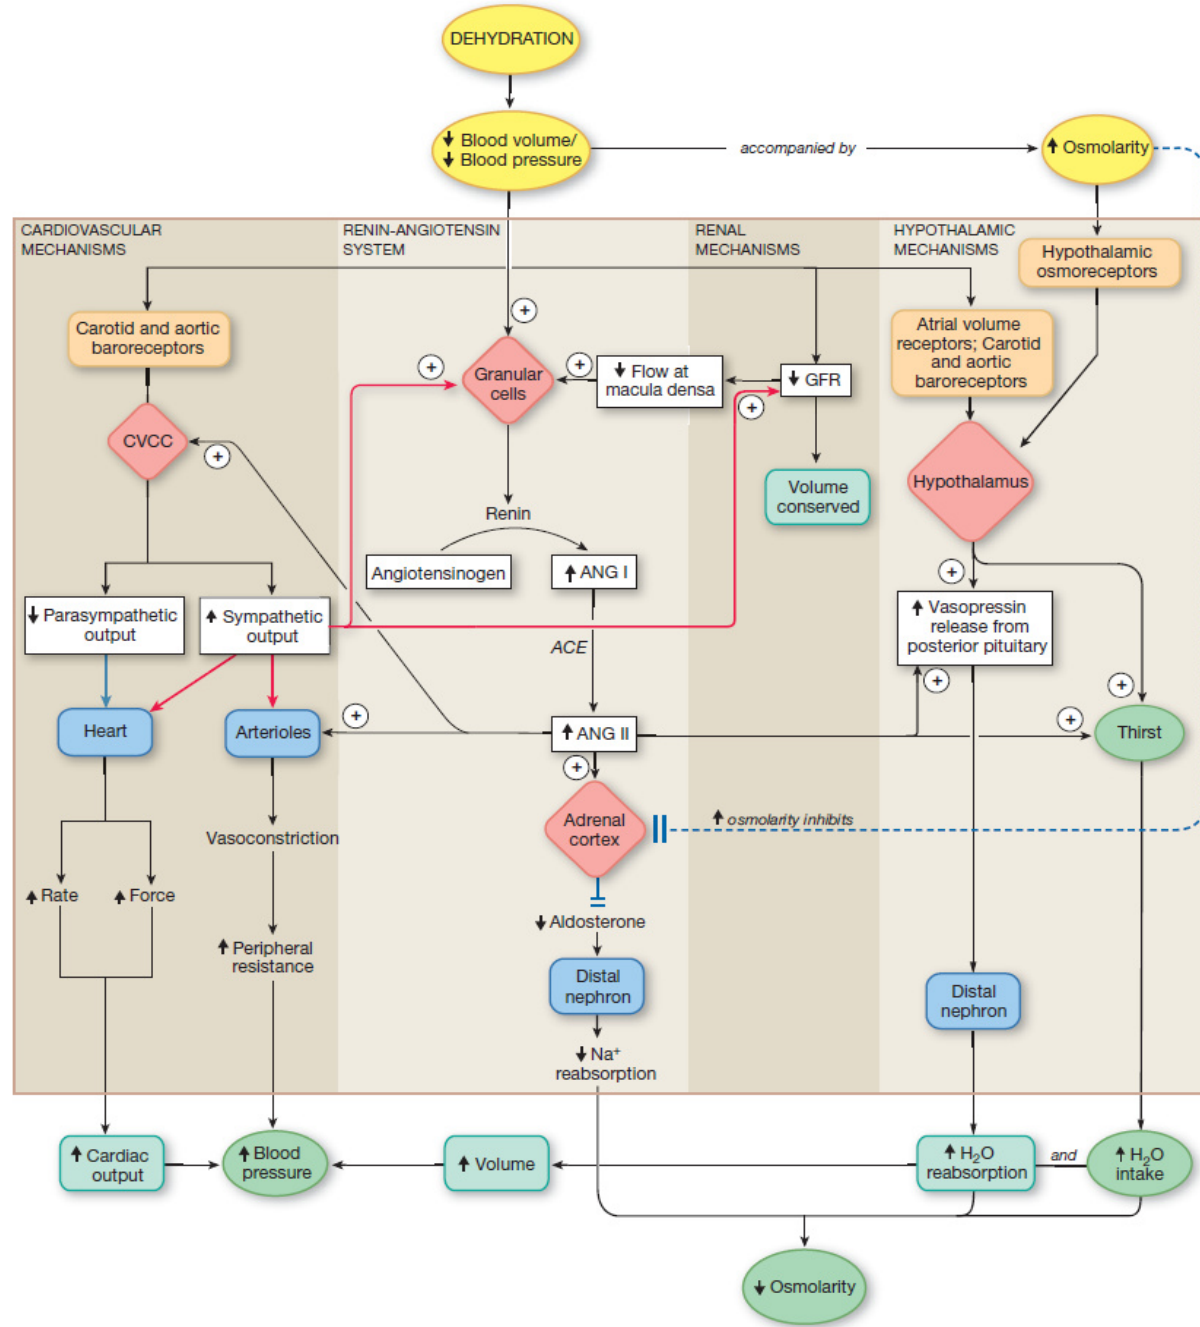 DEHYDRATION
↓ Blood volume/
↓ Blood pressure
accompanied by
↑ Osmolarity
CARDIOVASCULAR
MECHANISMS
RENIN-ANGIOTENSIN
SYSTEM
RENAL
MECHANISMS
HYPOTHALAMIC
MECHANISMS
Hypothalamic
osmoreceptors
+
Carotid and aortic
baroreceptors
Atrial volume
receptors; Carotid
and aortic
baroreceptors
+
Granular
cells
+
↓ Flow at
macula densa
↓ GFR
+
CVCC
+
Hypothalamus
Volume
conserved
Renin
Angiotensinogen
↑ ANG I
+
↓ Parasympathetic
output
↑ Sympathetic
output
↑ Vasopressin
release from
posterior pituitary
ACE
+
+
Heart
Arterioles
+
↑ ANG II
+
Thirst
+
Adrenal
cortex
↑ osmolarity inhibits
Vasoconstriction
↑ Rate
↑ Force
↓ Aldosterone
↑ Peripheral
resistance
Distal
nephron
Distal
nephron
↓ Na⁺
reabsorption
↑ Cardiac
output
↑ Blood
pressure
↑ Volume
↑ H₂O
reabsorption
and
↑ H₂O
intake
↓ Osmolarity